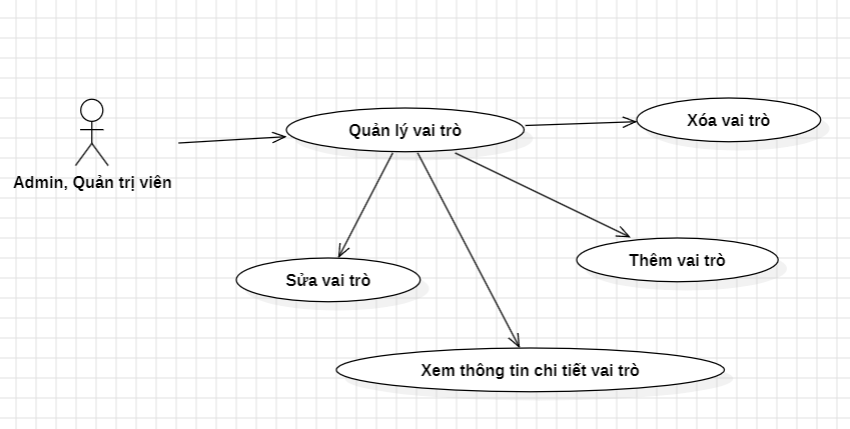 Xóa vai trò
Quản lý vai trò
Admin, Quản trị viên
Thêm vai trò
Sửa vai trò
Xem thông tin chi tiết vai trò